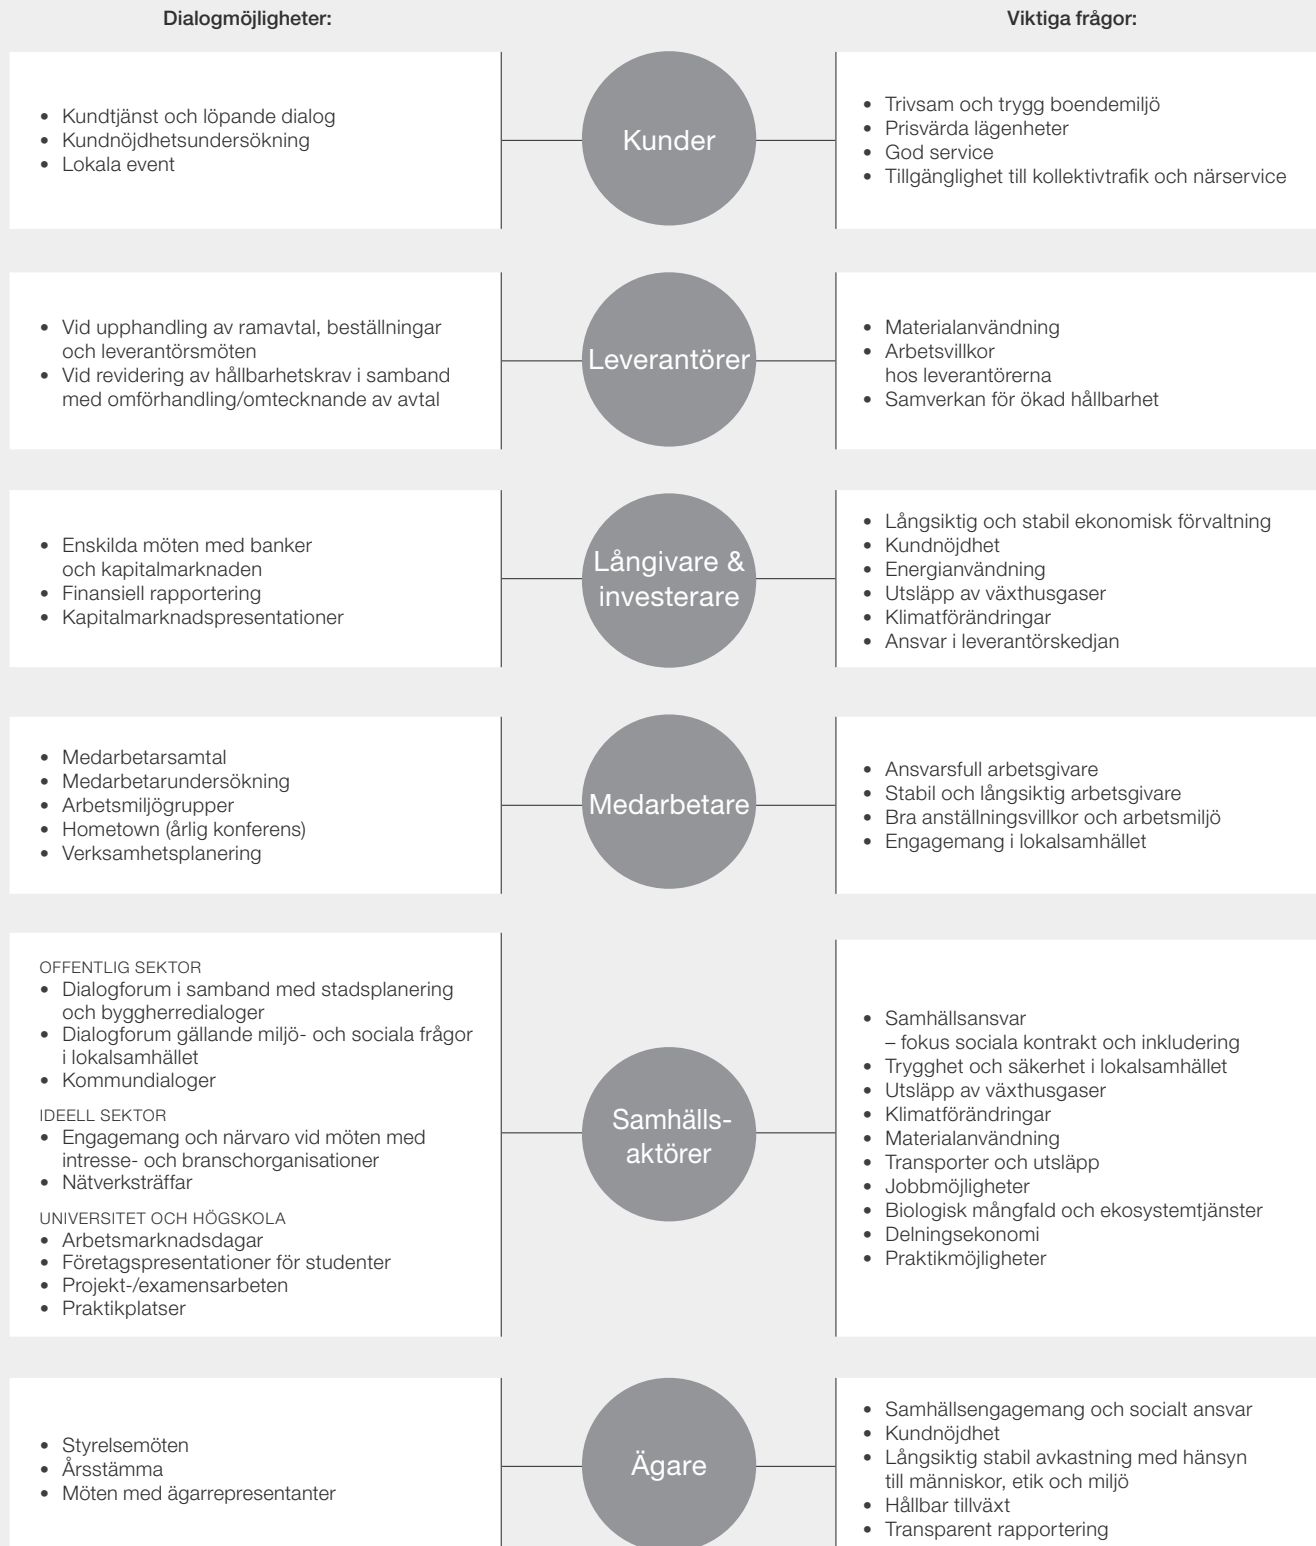 Dialogmöjligheter:
Viktiga frågor:
• Kundtjänst och löpande dialog
• Kundnöjdhetsundersökning
• Lokala event
Kunder
• Trivsam och trygg boendemiljö
• Prisvärda lägenheter
• God service
• Tillgänglighet till kollektivtrafik och närservice
• Vid upphandling av ramavtal, beställningar
och leverantörsmöten
• Vid revidering av hållbarhetskrav i samband
med omförhandling/omtecknande av avtal
Leverantörer
• Materialanvändning
• Arbetsvillkor
hos leverantörerna
• Samverkan för ökad hållbarhet
• Enskilda möten med banker
och kapitalmarknaden
• Finansiell rapportering
• Kapitalmarknadspresentationer
Långivare &
investerare
• Långsiktig och stabil ekonomisk förvaltning
• Kundnöjdhet
• Energianvändning
• Utsläpp av växthusgaser
• Klimatförändringar
• Ansvar i leverantörskedjan
• Medarbetarsamtal
• Medarbetarundersökning
• Arbetsmiljögrupper
• Hometown (årlig konferens)
• Verksamhetsplanering
Medarbetare
• Ansvarsfull arbetsgivare
• Stabil och långsiktig arbetsgivare
• Bra anställningsvillkor och arbetsmiljö
• Engagemang i lokalsamhället
OFFENTLIG SEKTOR
• Dialogforum i samband med stadsplanering
och byggherredialoger
• Dialogforum gällande miljö- och sociala frågor
i lokalsamhället
• Kommundialoger
IDEELL SEKTOR
• Engagemang och närvaro vid möten med
intresse- och branschorganisationer
• Nätverksträffar
UNIVERSITET OCH HÖGSKOLA
• Arbetsmarknadsdagar
• Företagspresentationer för studenter
• Projekt-/examensarbeten
• Praktikplatser
Samhälls-
aktörer
• Samhällsansvar
– fokus sociala kontrakt och inkludering
• Trygghet och säkerhet i lokalsamhället
• Utsläpp av växthusgaser
• Klimatförändringar
• Materialanvändning
• Transporter och utsläpp
• Jobbmöjligheter
• Biologisk mångfald och ekosystemtjänster
• Delningsekonomi
• Praktikmöjligheter
• Styrelsemöten
• Årsstämma
• Möten med ägarrepresentanter
Ägare
• Samhällsengagemang och socialt ansvar
• Kundnöjdhet
• Långsiktig stabil avkastning med hänsyn
till människor, etik och miljö
• Hållbar tillväxt
• Transparent rapportering